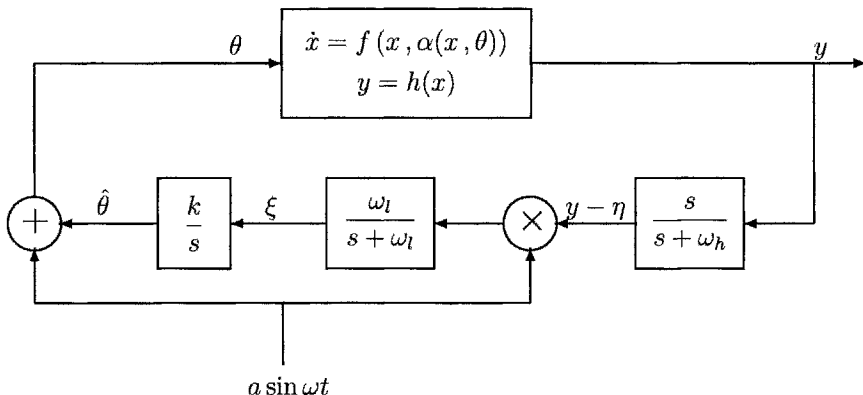 θ
ẋ = f (x , α(x , θ))
y = h(x)
y
+
θ̂
k
s
ξ
ω_l
s + ω_l
×
y − η
s
s + ω_h
a sin ωt